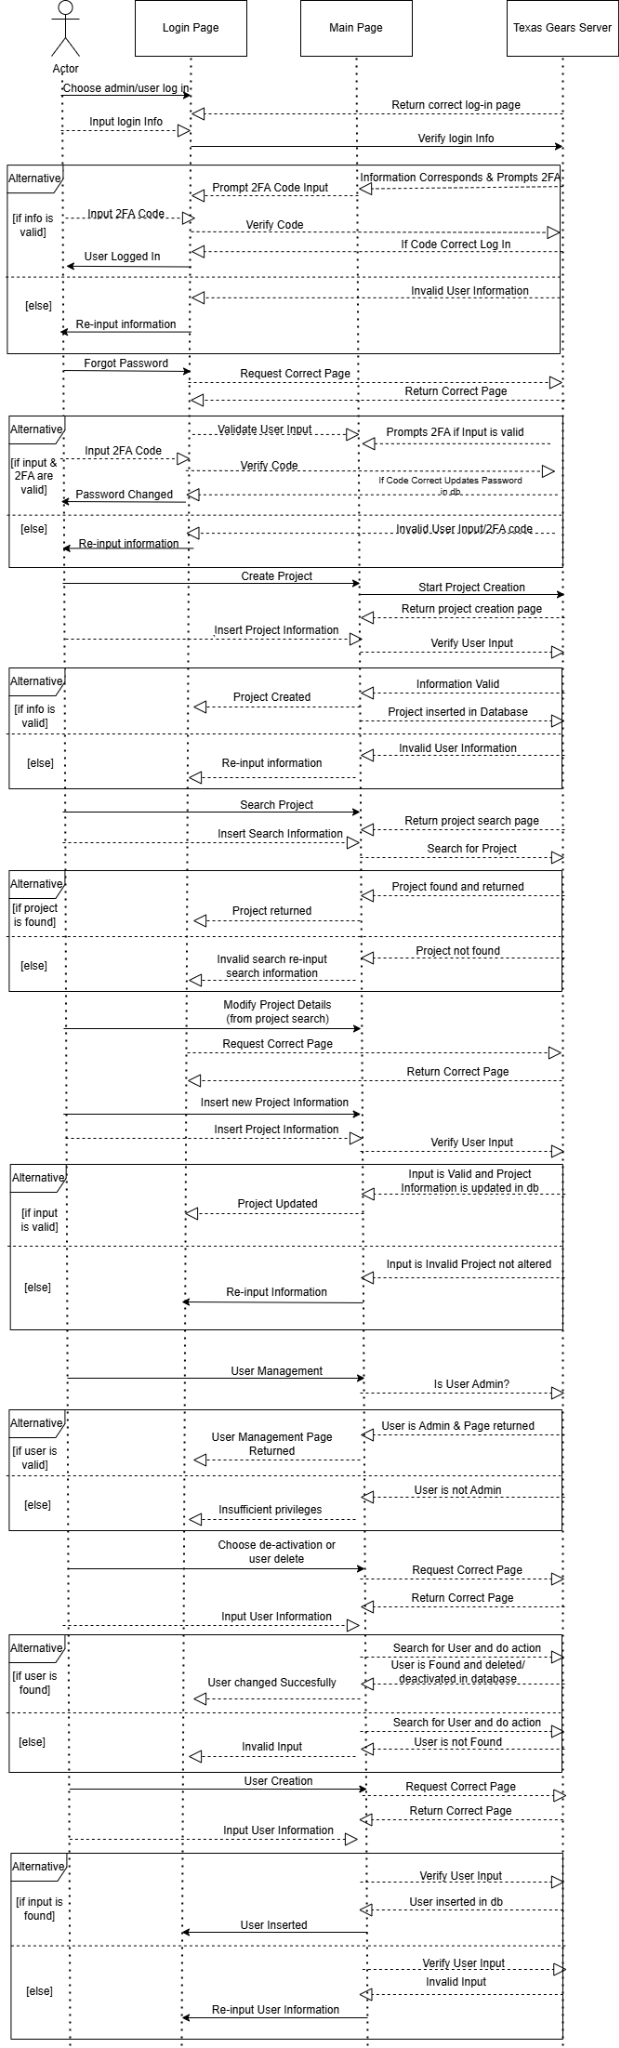 Login Page
Main Page
Texas Gears Server
Actor
Choose admin/user log in
Return correct log-in page
Input login Info
Verify login Info
Alternative
Information Corresponds & Prompts 2FA
Prompt 2FA Code Input
[if info is
valid]
Input 2FA Code
Verify Code
If Code Correct Log In
User Logged In
Invalid User Information
[else]
Re-input information
Forgot Password
Request Correct Page
Return Correct Page
Alternative
Validate User Input
Prompts 2FA if Input is valid
Input 2FA Code
[if input &
2FA are
valid]
Verify Code
If Code Correct Updates Password
in db
Password Changed
[else]
Invalid User Input/2FA code
Re-input information
Create Project
Start Project Creation
Return project creation page
Insert Project Information
Verify User Input
Alternative
Information Valid
Project Created
[if info is
valid]
Project inserted in Database
Invalid User Information
[else]
Re-input information
Search Project
Return project search page
Insert Search Information
Search for Project
Alternative
Project found and returned
[if project
is found]
Project returned
Project not found
[else]
Invalid search re-input
search information
Modify Project Details
(from project search)
Request Correct Page
Return Correct Page
Insert new Project Information
Insert Project Information
Verify User Input
Alternative
Input is Valid and Project
Information is updated in db
Project Updated
[if input
is valid]
Input is Invalid Project not altered
[else]
Re-input Information
User Management
Is User Admin?
Alternative
User is Admin & Page returned
User Management Page
Returned
[if user is
valid]
User is not Admin
[else]
Insufficient privileges
Choose de-activation or
user delete
Request Correct Page
Return Correct Page
Input User Information
Alternative
Search for User and do action
User is Found and deleted/
deactivated in database
[if user is
found]
User changed Succesfully
Search for User and do action
[else]
User is not Found
Invalid Input
User Creation
Request Correct Page
Return Correct Page
Input User Information
Alternative
Verify User Input
[if input is
found]
User inserted in db
User Inserted
Verify User Input
Invalid Input
[else]
Re-input User Information